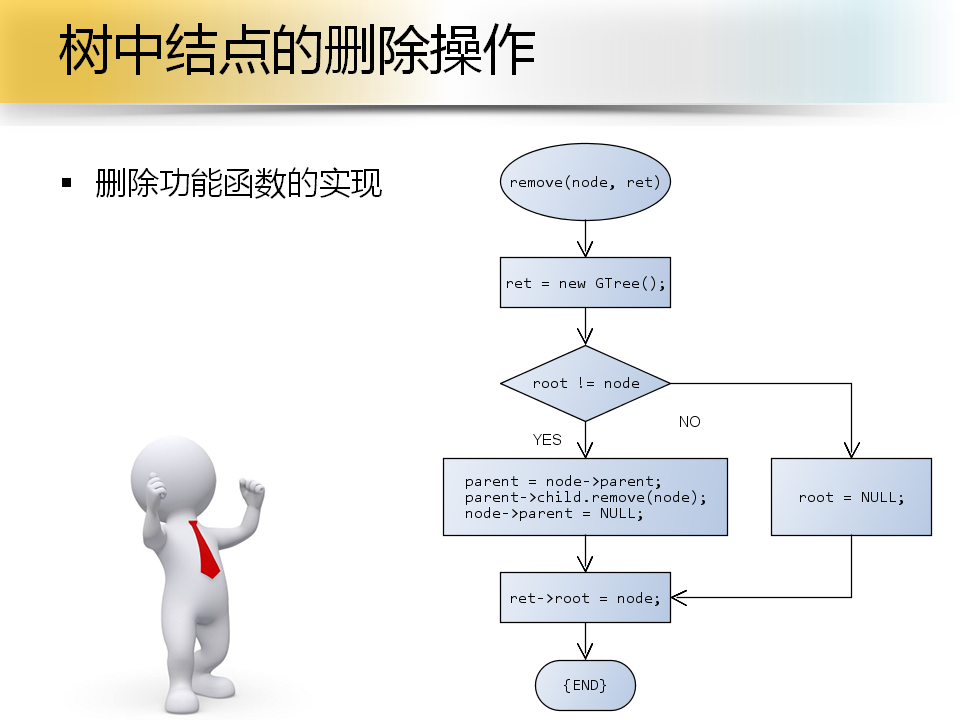 树中结点的删除操作
删除功能函数的实现
remove(node, ret)
ret = new GTree();
root != node
NO
YES
parent = node->parent;
parent->child.remove(node);
node->parent = NULL;
root = NULL;
ret->root = node;
{END}